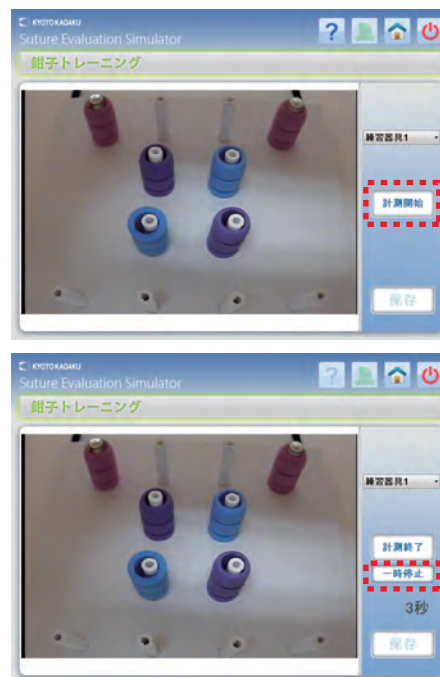 KYOTO KAGAKU
Suture Evaluation Simulator
?
鉗子トレーニング
練習器具1
計測開始
保存
KYOTO KAGAKU
Suture Evaluation Simulator
?
鉗子トレーニング
練習器具1
計測終了
一時停止
3秒
保存